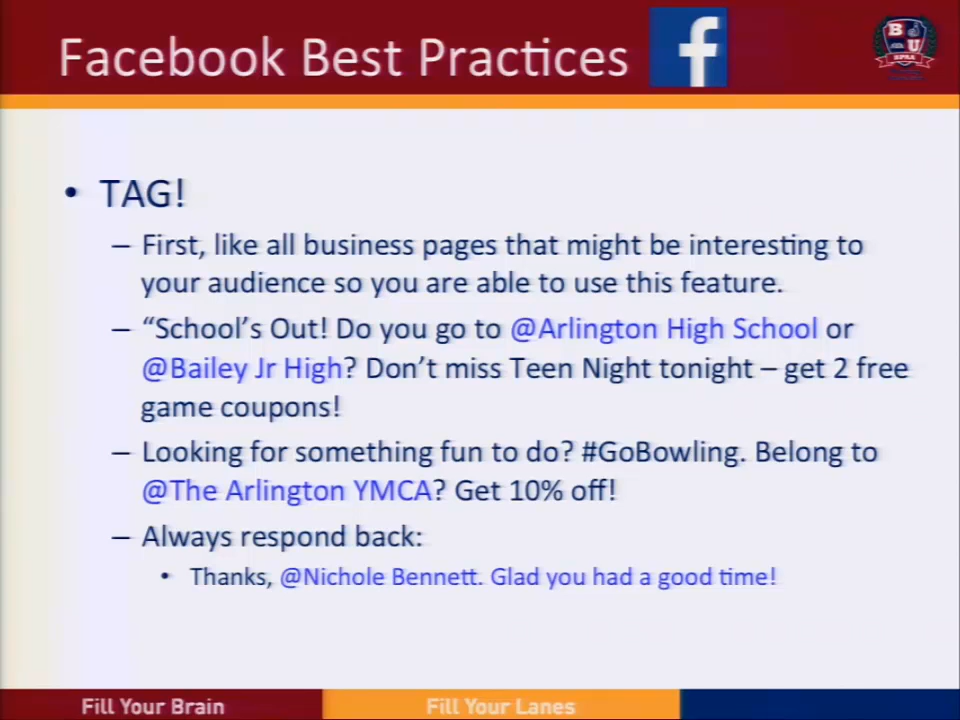 Facebook Best Practices
f
B U
BPAA
• TAG!
– First, like all business pages that might be interesting to
your audience so you are able to use this feature.
– “School’s Out! Do you go to @Arlington High School or
@Bailey Jr High? Don’t miss Teen Night tonight – get 2 free
game coupons!
– Looking for something fun to do? #GoBowling. Belong to
@The Arlington YMCA? Get 10% off!
– Always respond back:
• Thanks, @Nichole Bennett. Glad you had a good time!
Fill Your Brain
Fill Your Lanes